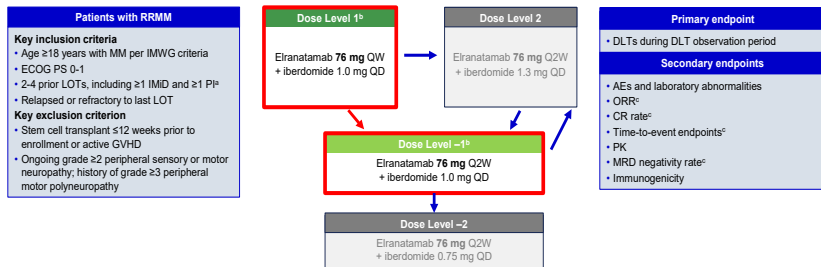 Patients with RRMM
Key inclusion criteria
• Age ≥18 years with MM per IMWG criteria
• ECOG PS 0-1
• 2-4 prior LOTs, including ≥1 IMiD and ≥1 PIᵃ
• Relapsed or refractory to last LOT
Key exclusion criterion
• Stem cell transplant ≤12 weeks prior to
enrollment or active GVHD
• Ongoing grade ≥2 peripheral sensory or motor
neuropathy; history of grade ≥3 peripheral
motor polyneuropathy
Dose Level 1ᵇ
Elranatamab 76 mg QW
+ iberdomide 1.0 mg QD
Dose Level 2
Elranatamab 76 mg Q2W
+ iberdomide 1.3 mg QD
Dose Level –1ᵇ
Elranatamab 76 mg Q2W
+ iberdomide 1.0 mg QD
Dose Level –2
Elranatamab 76 mg Q2W
+ iberdomide 0.75 mg QD
Primary endpoint
• DLTs during DLT observation period
Secondary endpoints
• AEs and laboratory abnormalities
• ORRᶜ
• CR rateᶜ
• Time-to-event endpointsᶜ
• PK
• MRD negativity rateᶜ
• Immunogenicity